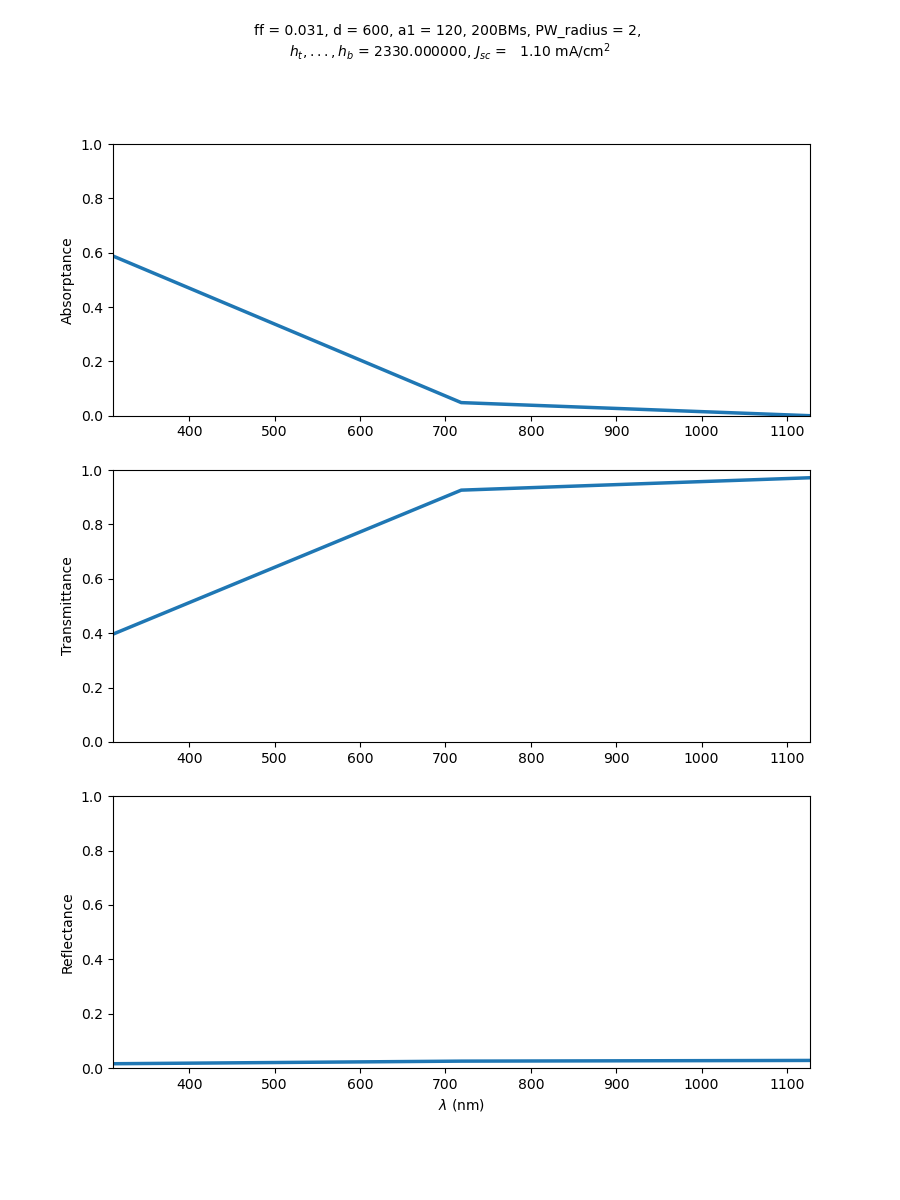 ff = 0.031, d = 600, a1 = 120, 200BMs, PW_radius = 2,
$h_t,...,h_b$ = 2330.000000, $J_{sc}$ = 1.10 mA/cm$^2$
1.0
0.8
0.6
0.4
0.2
0.0
Absorptance
400 500 600 700 800 900 1000 1100
1.0
0.8
0.6
0.4
0.2
0.0
Transmittance
400 500 600 700 800 900 1000 1100
1.0
0.8
0.6
0.4
0.2
0.0
Reflectance
400 500 600 700 800 900 1000 1100
λ (nm)